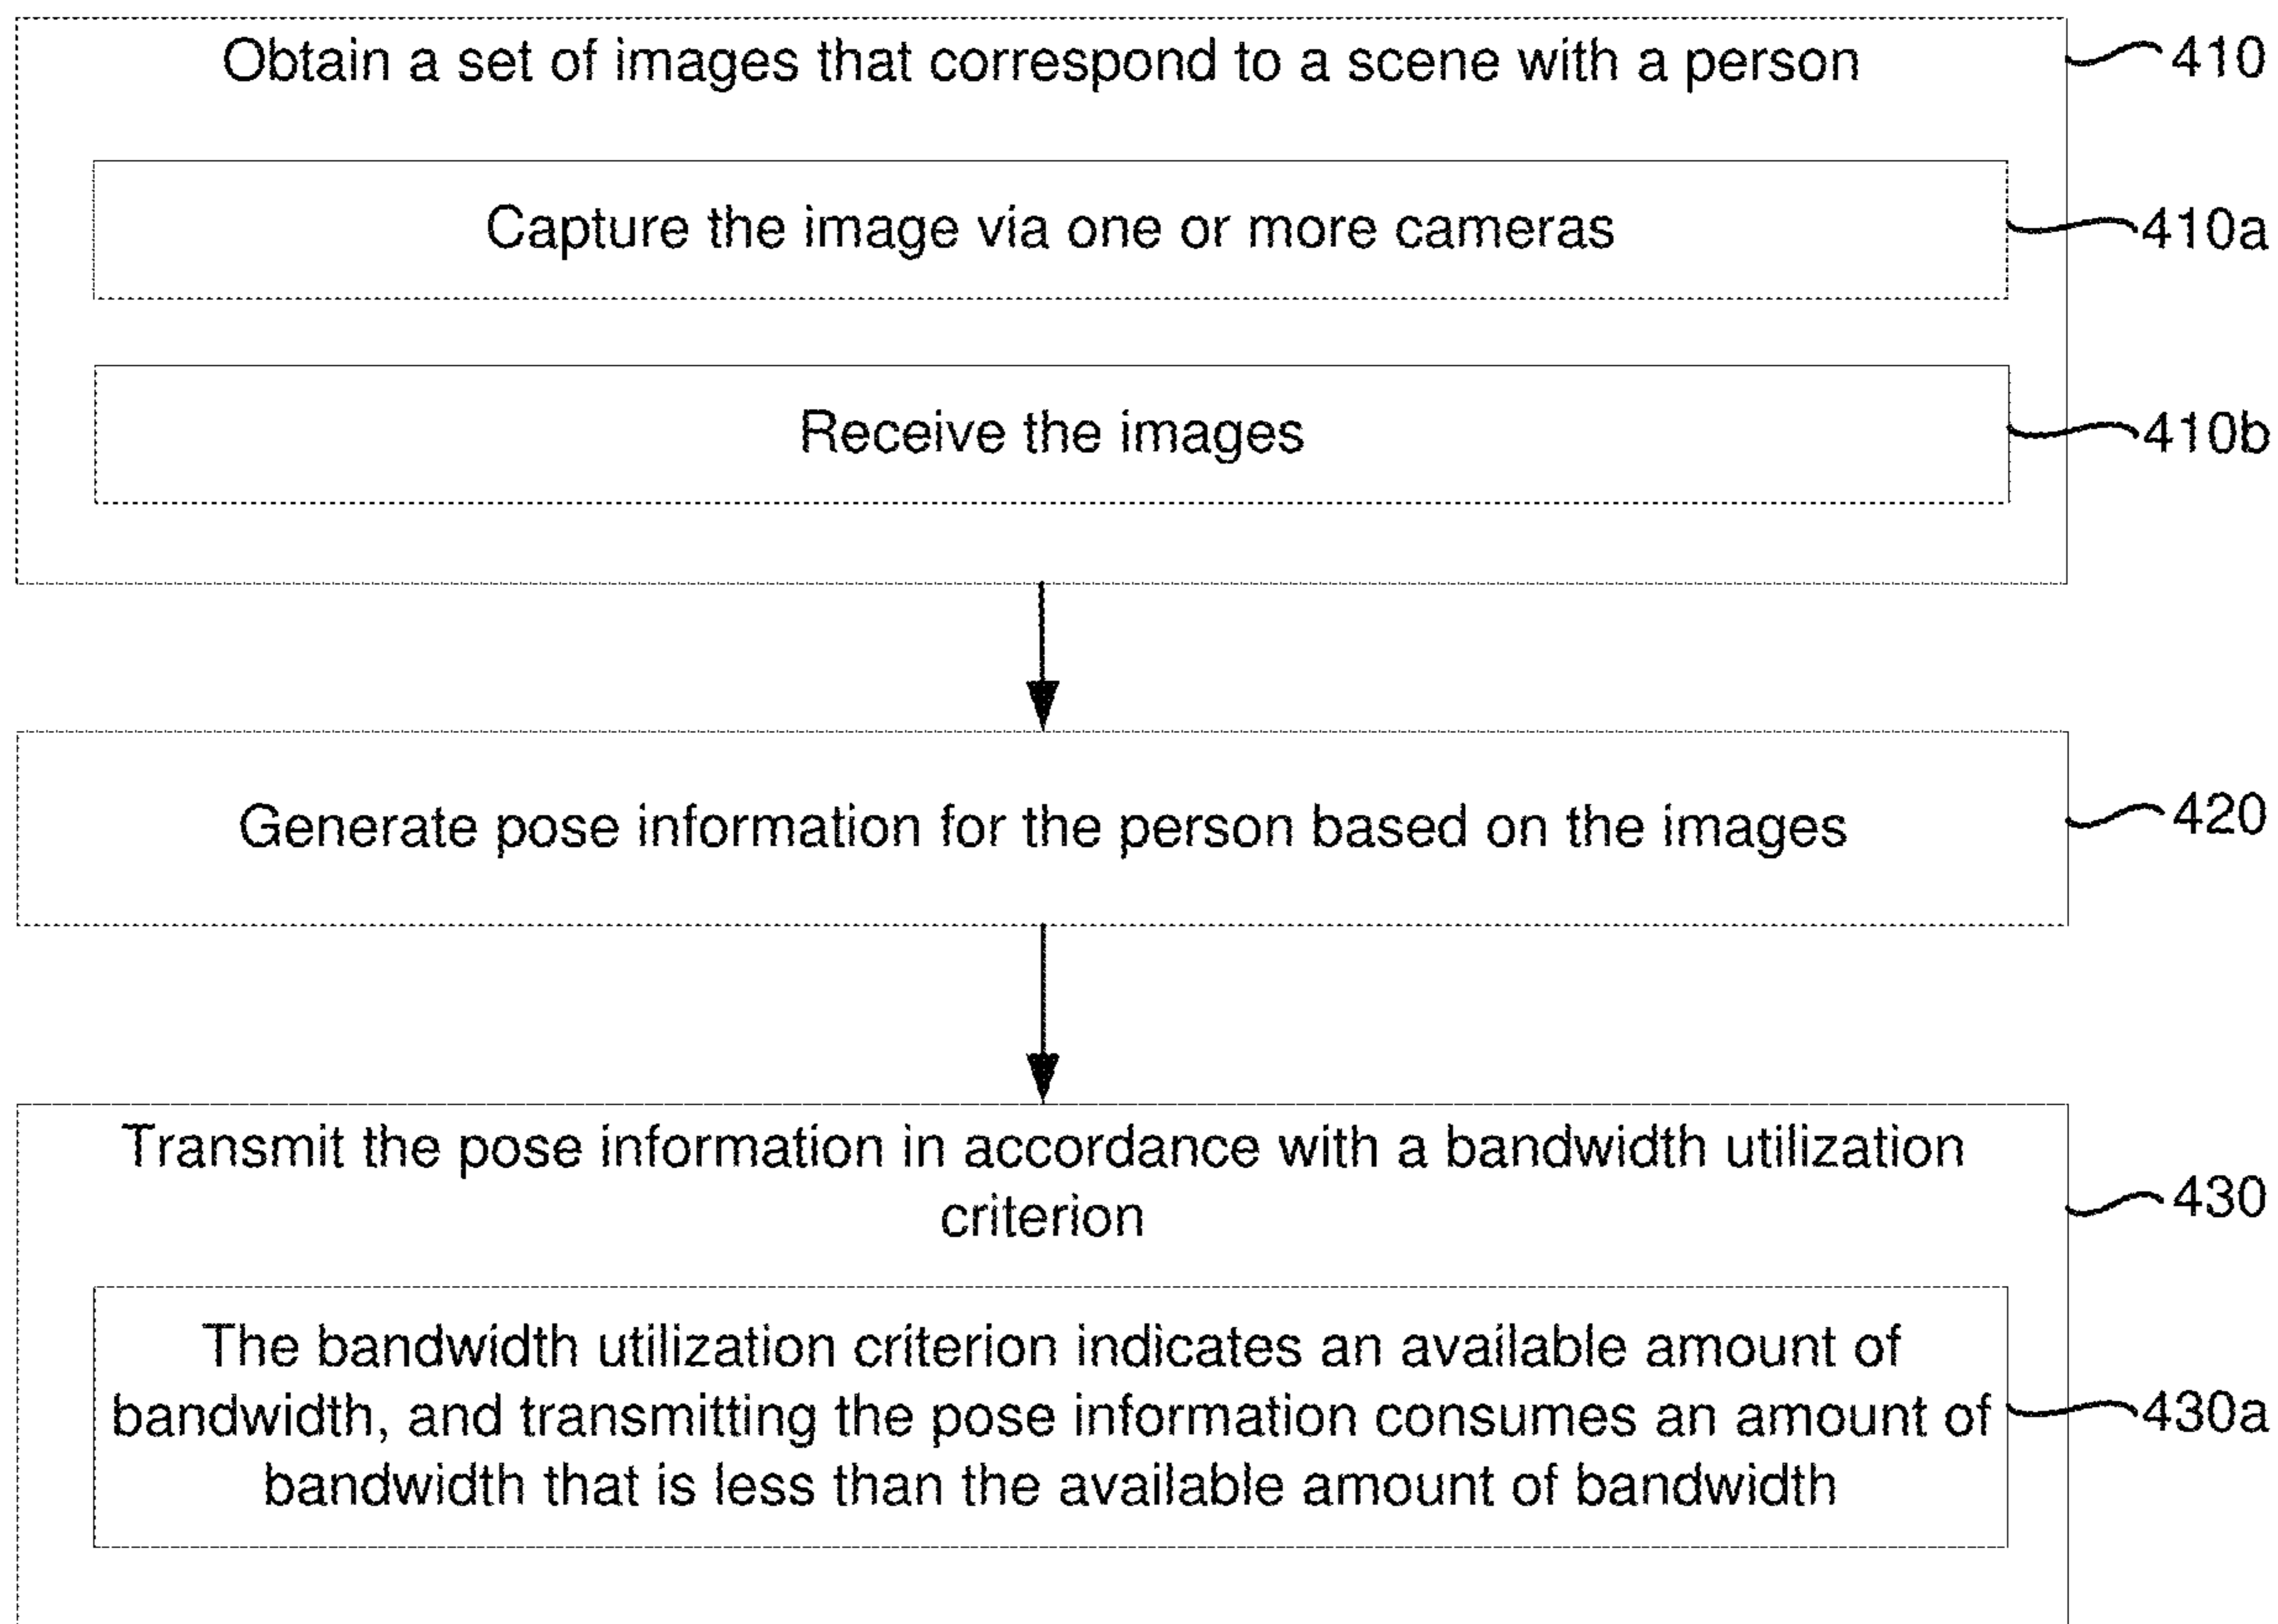 Obtain a set of images that correspond to a scene with a person
410
Capture the image via one or more cameras
410a
Receive the images
410b
Generate pose information for the person based on the images
420
Transmit the pose information in accordance with a bandwidth utilization
criterion
430
The bandwidth utilization criterion indicates an available amount of
bandwidth, and transmitting the pose information consumes an amount of
bandwidth that is less than the available amount of bandwidth
430a